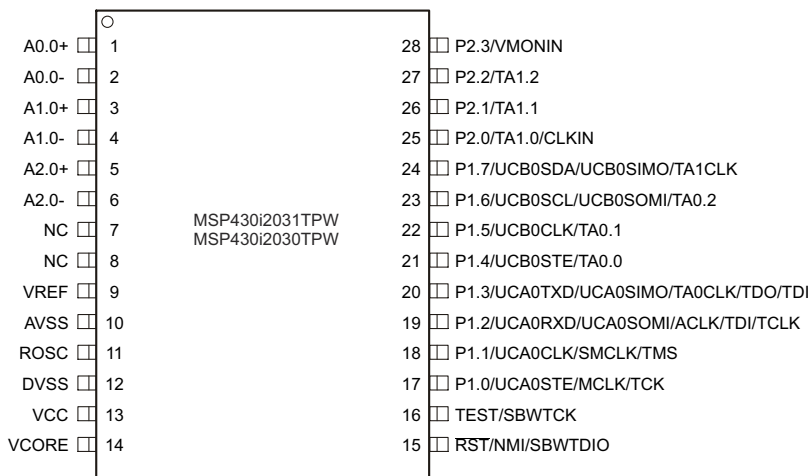 A0.0+ 1 28 P2.3/VMONIN
A0.0- 2 27 P2.2/TA1.2
A1.0+ 3 26 P2.1/TA1.1
A1.0- 4 25 P2.0/TA1.0/CLKIN
A2.0+ 5 24 P1.7/UCB0SDA/UCB0SIMO/TA1CLK
A2.0- 6 23 P1.6/UCB0SCL/UCB0SOMI/TA0.2
MSP430i2031TPW
NC 7 22 P1.5/UCB0CLK/TA0.1
MSP430i2030TPW
NC 8 21 P1.4/UCB0STE/TA0.0
VREF 9 20 P1.3/UCA0TXD/UCA0SIMO/TA0CLK/TDO/TDI
AVSS 10 19 P1.2/UCA0RXD/UCA0SOMI/ACLK/TDI/TCLK
ROSC 11 18 P1.1/UCA0CLK/SMCLK/TMS
DVSS 12 17 P1.0/UCA0STE/MCLK/TCK
VCC 13 16 TEST/SBWTCK
VCORE 14 15 RST/NMI/SBWTDIO